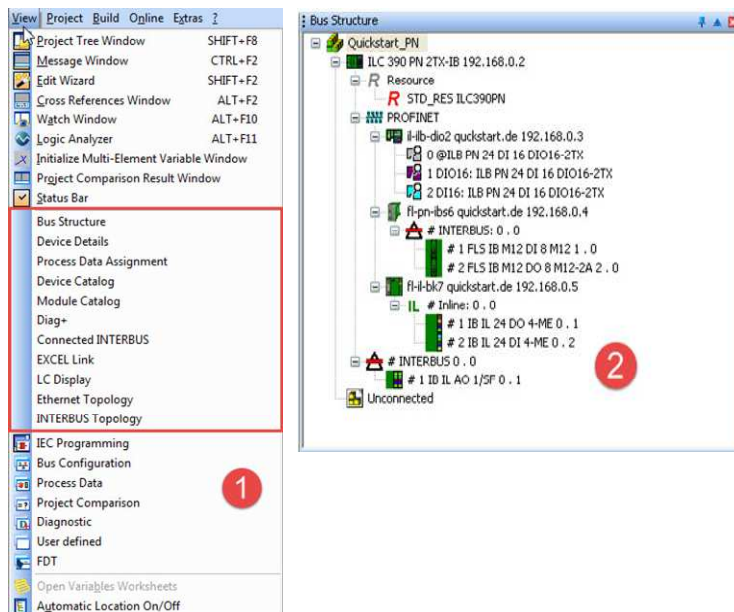 View Project Build Online Extras ?
Project Tree Window SHIFT+F8
Message Window CTRL+F2
Edit Wizard SHIFT+F2
Cross References Window ALT+F2
Watch Window ALT+F10
Logic Analyzer ALT+F11
Initialize Multi-Element Variable Window
Project Comparison Result Window
Status Bar
Bus Structure
Device Details
Process Data Assignment
Device Catalog
Module Catalog
Diag+
Connected INTERBUS
EXCEL Link
LC Display
Ethernet Topology
INTERBUS Topology
IEC Programming
Bus Configuration
Process Data
Project Comparison
Diagnostic
User defined
FDT
Open Variables Worksheets
Automatic Location On/Off
1
Bus Structure
Quickstart_PN
ILC 390 PN 2TX-IB 192.168.0.2
R Resource
R STD_RES ILC390PN
PROFINET
il-ilb-dio2 quckstart.de 192.168.0.3
0 @ILB PN 24 DI 16 DIO16-2TX
1 DIO16: ILB PN 24 DI 16 DIO16-2TX
2 DI16: ILB PN 24 DI 16 DIO16-2TX
fl-pn-ibs6 quickstart.de 192.168.0.4
# INTERBUS: 0 . 0
# 1 FLS IB M12 DI 8 M12 1 . 0
# 2 FLS IB M12 DO 8 M12-2A 2 . 0
fl-il-bk7 quickstart.de 192.168.0.5
IL # Inline: 0 . 0
# 1 IB IL 24 DO 4-ME 0 . 1
# 2 IB IL 24 DI 4-ME 0 . 2
# INTERBUS 0 . 0
# 1 IB IL AO 1/SF 0 . 1
Unconnected
2